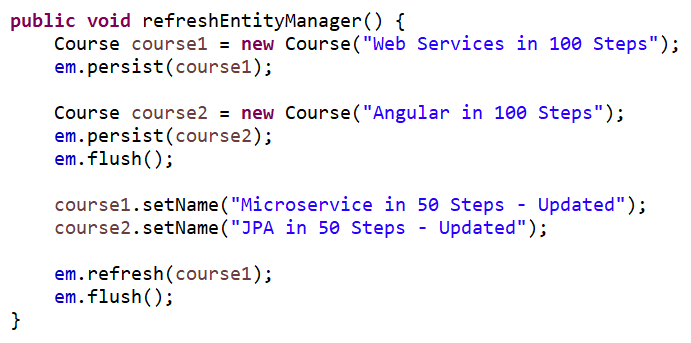 public void refreshEntityManager() {
    Course course1 = new Course("Web Services in 100 Steps");
    em.persist(course1);

    Course course2 = new Course("Angular in 100 Steps");
    em.persist(course2);
    em.flush();

    course1.setName("Microservice in 50 Steps - Updated");
    course2.setName("JPA in 50 Steps - Updated");

    em.refresh(course1);
    em.flush();
}